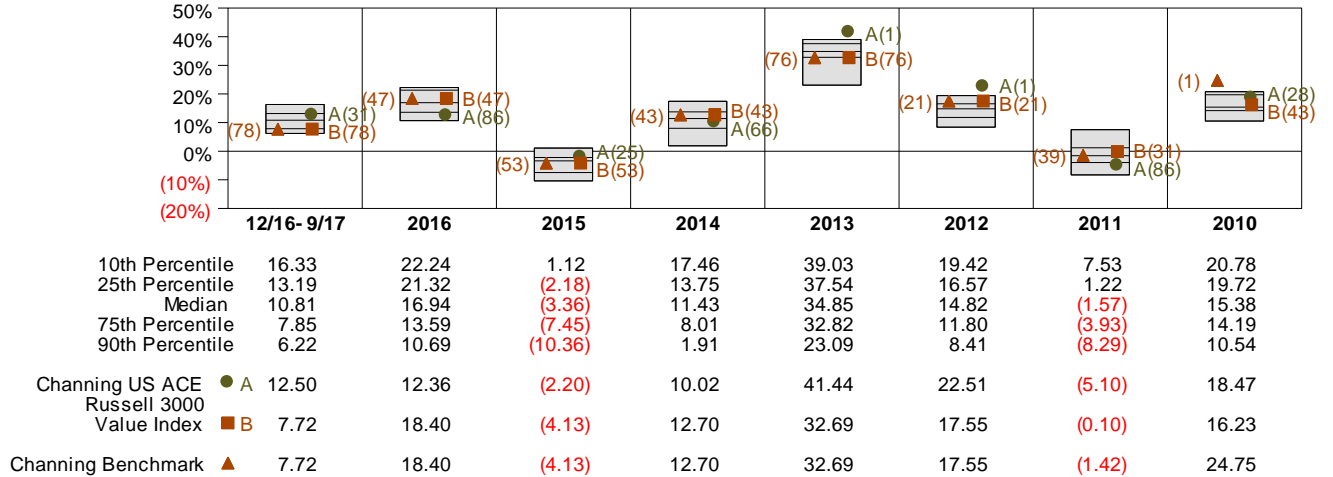 50%
40%
30%
20%
10%
0%
(10%)
(20%)
(78)
A(31)
B(78)
(47)
B(47)
A(86)
(53)
A(25)
B(53)
(43)
B(43)
A(66)
(76)
A(1)
B(76)
(21)
A(1)
B(21)
(39)
B(31)
A(86)
(1)
A(28)
B(43)
12/16- 9/17 2016 2015 2014 2013 2012 2011 2010
10th Percentile 16.33 22.24 1.12 17.46 39.03 19.42 7.53 20.78
25th Percentile 13.19 21.32 (2.18) 13.75 37.54 16.57 1.22 19.72
Median 10.81 16.94 (3.36) 11.43 34.85 14.82 (1.57) 15.38
75th Percentile 7.85 13.59 (7.45) 8.01 32.82 11.80 (3.93) 14.19
90th Percentile 6.22 10.69 (10.36) 1.91 23.09 8.41 (8.29) 10.54
Channing US ACE A 12.50 12.36 (2.20) 10.02 41.44 22.51 (5.10) 18.47
Russell 3000
Value Index B 7.72 18.40 (4.13) 12.70 32.69 17.55 (0.10) 16.23
Channing Benchmark 7.72 18.40 (4.13) 12.70 32.69 17.55 (1.42) 24.75